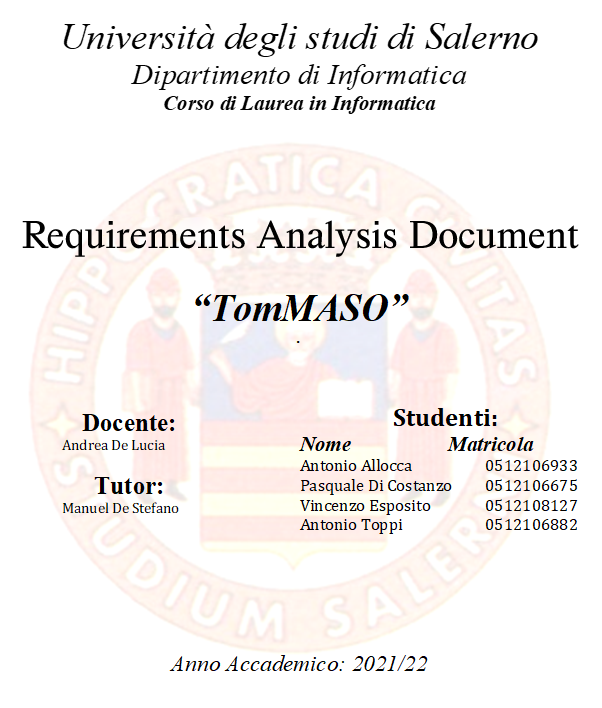 Università degli studi di Salerno
Dipartimento di Informatica
Corso di Laurea in Informatica
HIPPOCRATICA CIVITAS
STUDIUM SALERNI
Requirements Analysis Document
“TomMASO”
.
Docente:
Andrea De Lucia
Tutor:
Manuel De Stefano
Studenti:
Nome Matricola
Antonio Allocca 0512106933
Pasquale Di Costanzo 0512106675
Vincenzo Esposito 0512108127
Antonio Toppi 0512106882
Anno Accademico: 2021/22